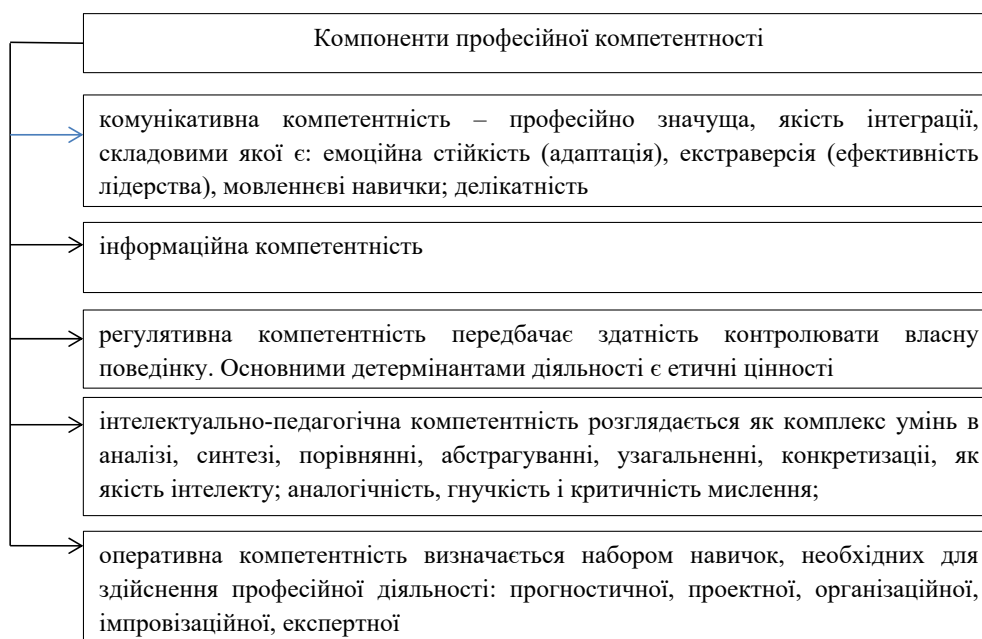 Компоненти професійної компетентності
комунікативна компетентність – професійно значуща, якість інтеграції,
складовими якої є: емоційна стійкість (адаптація), екстраверсія (ефективність
лідерства), мовленнєві навички; делікатність
інформаційна компетентність
регулятивна компетентність передбачає здатність контролювати власну
поведінку. Основними детермінантами діяльності є етичні цінності
інтелектуально-педагогічна компетентність розглядається як комплекс умінь в
аналізі, синтезі, порівнянні, абстрагуванні, узагальненні, конкретизації, як
якість інтелекту; аналогічність, гнучкість і критичність мислення;
оперативна компетентність визначається набором навичок, необхідних для
здійснення професійної діяльності: прогностичної, проектної, організаційної,
імпровізаційної, експертної